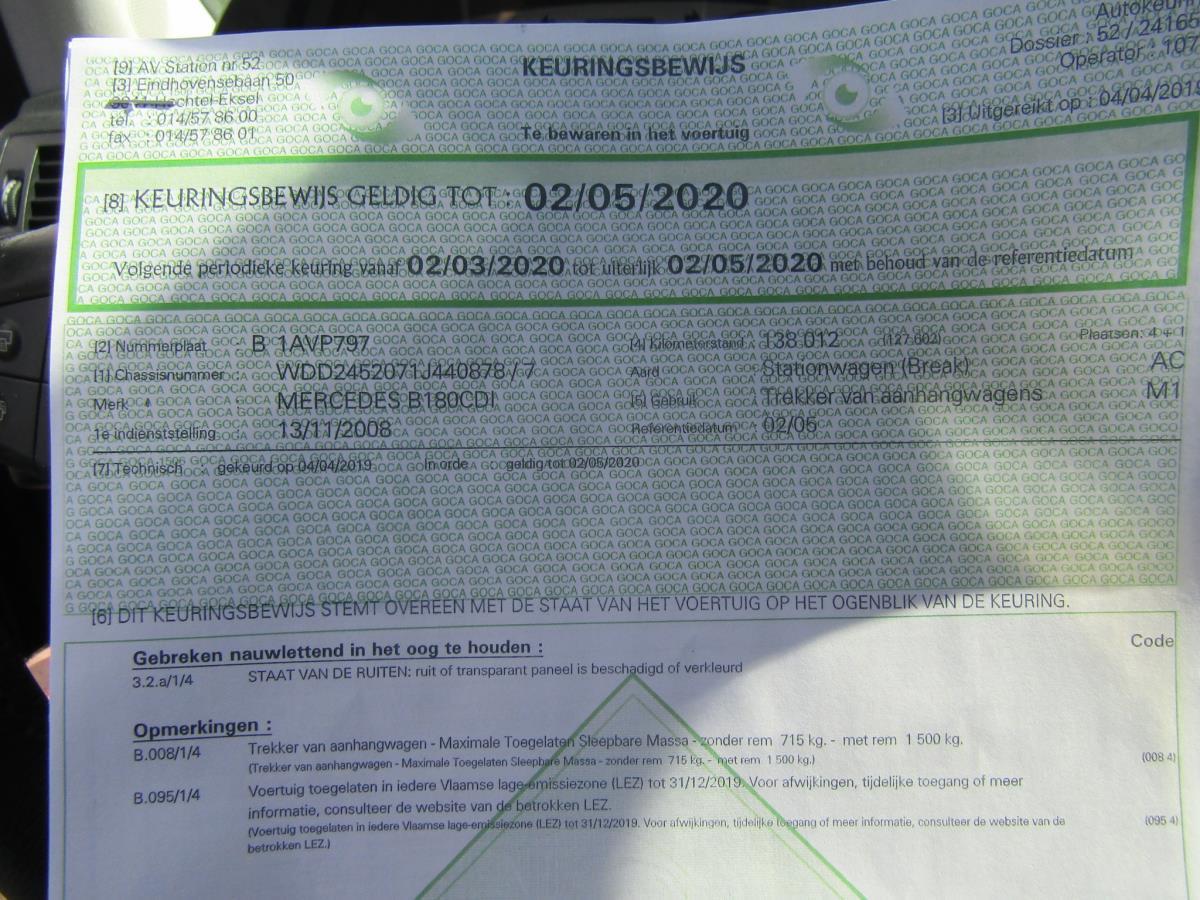 [9] AV Station nr 52
[3] Eindhovensebaan 50
chtel-Eksel
tel. : 014/57 86 00
fax : 014/57 86 01
KEURINGSBEWIJS
Te bewaren in het voertuig
Dossier : 52 /
Operator :
[3] Uitgereikt op : 04/04/2019
[8] KEURINGSBEWIJS GELDIG TOT : 02/05/2020
Volgende periodieke keuring vanaf 02/03/2020 tot uiterlijk 02/05/2020 met behoud van de referentiedatum
[2] Nummerplaat : B 1AVP797 [4] Kilometerstand : 138 012 (127 602) Plaatsen: 4 + 1
[1] Chassisnummer : WDD2452071J440878 / 7 Aard : Stationwagen (Break) AC
Merk : MERCEDES B180CDI [5] Gebruik : Trekker van aanhangwagens M1
1e indienststelling : 13/11/2008 Referentiedatum : 02/05
[7] Technisch : gekeurd op 04/04/2019 In orde geldig tot 02/05/2020
[6] DIT KEURINGSBEWIJS STEMT OVEREEN MET DE STAAT VAN HET VOERTUIG OP HET OGENBLIK VAN DE KEURING.
Gebreken nauwlettend in het oog te houden : Code
3.2.a/1/4 STAAT VAN DE RUITEN: ruit of transparant paneel is beschadigd of verkleurd
Opmerkingen :
B.008/1/4 Trekker van aanhangwagen - Maximale Toegelaten Sleepbare Massa - zonder rem 715 kg. - met rem 1 500 kg.
(Trekker van aanhangwagen - Maximale Toegelaten Sleepbare Massa - zonder rem 715 kg. - met rem 1 500 kg.) (008 4)
B.095/1/4 Voertuig toegelaten in iedere Vlaamse lage-emissiezone (LEZ) tot 31/12/2019. Voor afwijkingen, tijdelijke toegang of meer
informatie, consulteer de website van de betrokken LEZ.
(Voertuig toegelaten in iedere Vlaamse lage-emissiezone (LEZ) tot 31/12/2019. Voor afwijkingen, tijdelijke toegang of meer informatie, consulteer de website van de (095 4)
betrokken LEZ.)